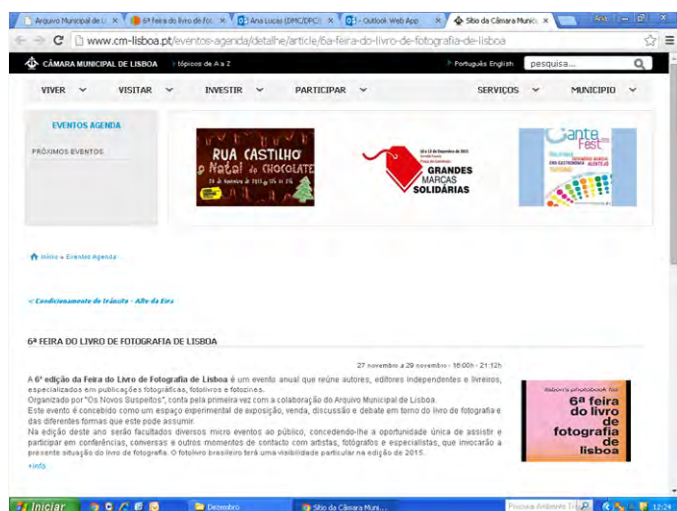 Arquivo Municipal de Li
6ª feira do livro de fot
Ana Lucas (DMC/DPC)
- Outlook Web App
Sítio da Câmara Munic
www.cm-lisboa.pt/eventos-agenda/detalhe/article/6a-feira-do-livro-de-fotografia-de-lisboa
CÂMARA MUNICIPAL DE LISBOA
tópicos de A a Z
Português English
pesquisa...
VIVER
VISITAR
INVESTIR
PARTICIPAR
SERVIÇOS
MUNICÍPIO
EVENTOS AGENDA
PRÓXIMOS EVENTOS
RUA CASTILHO
o Natal do CHOCOLATE
GRANDES
MARCAS
SOLIDÁRIAS
ante
Fest
Início » Eventos Agenda
< Condicionamento de trânsito - Alto da Eira
6ª FEIRA DO LIVRO DE FOTOGRAFIA DE LISBOA
27 novembro a 29 novembro - 16:00h - 21:12h
A 6ª edição da Feira do Livro de Fotografia de Lisboa é um evento anual que reúne autores, editores independentes e livreiros,
especializados em publicações fotográficas, fotolivros e fotozines.
Organizado por "Os Novos Suspeitos", conta pela primeira vez com a colaboração do Arquivo Municipal de Lisboa.
Este evento é concebido como um espaço experimental de exposição, venda, discussão e debate em torno do livro de fotografia e
das diferentes formas que este pode assumir.
Na edição deste ano serão facultados diversos micro eventos ao público, concedendo-lhe a oportunidade única de assistir e
participar em conferências, conversas e outros momentos de contacto com artistas, fotógrafos e especialistas, que invocarão a
presente situação do livro de fotografia. O fotolivro brasileiro terá uma visibilidade particular na edição de 2015.
+info
lisbon's photobook fair
6ª feira
do livro
de
fotografia
de
lisboa
Iniciar
Dezembro
Sítio da Câmara Muni...
12:24